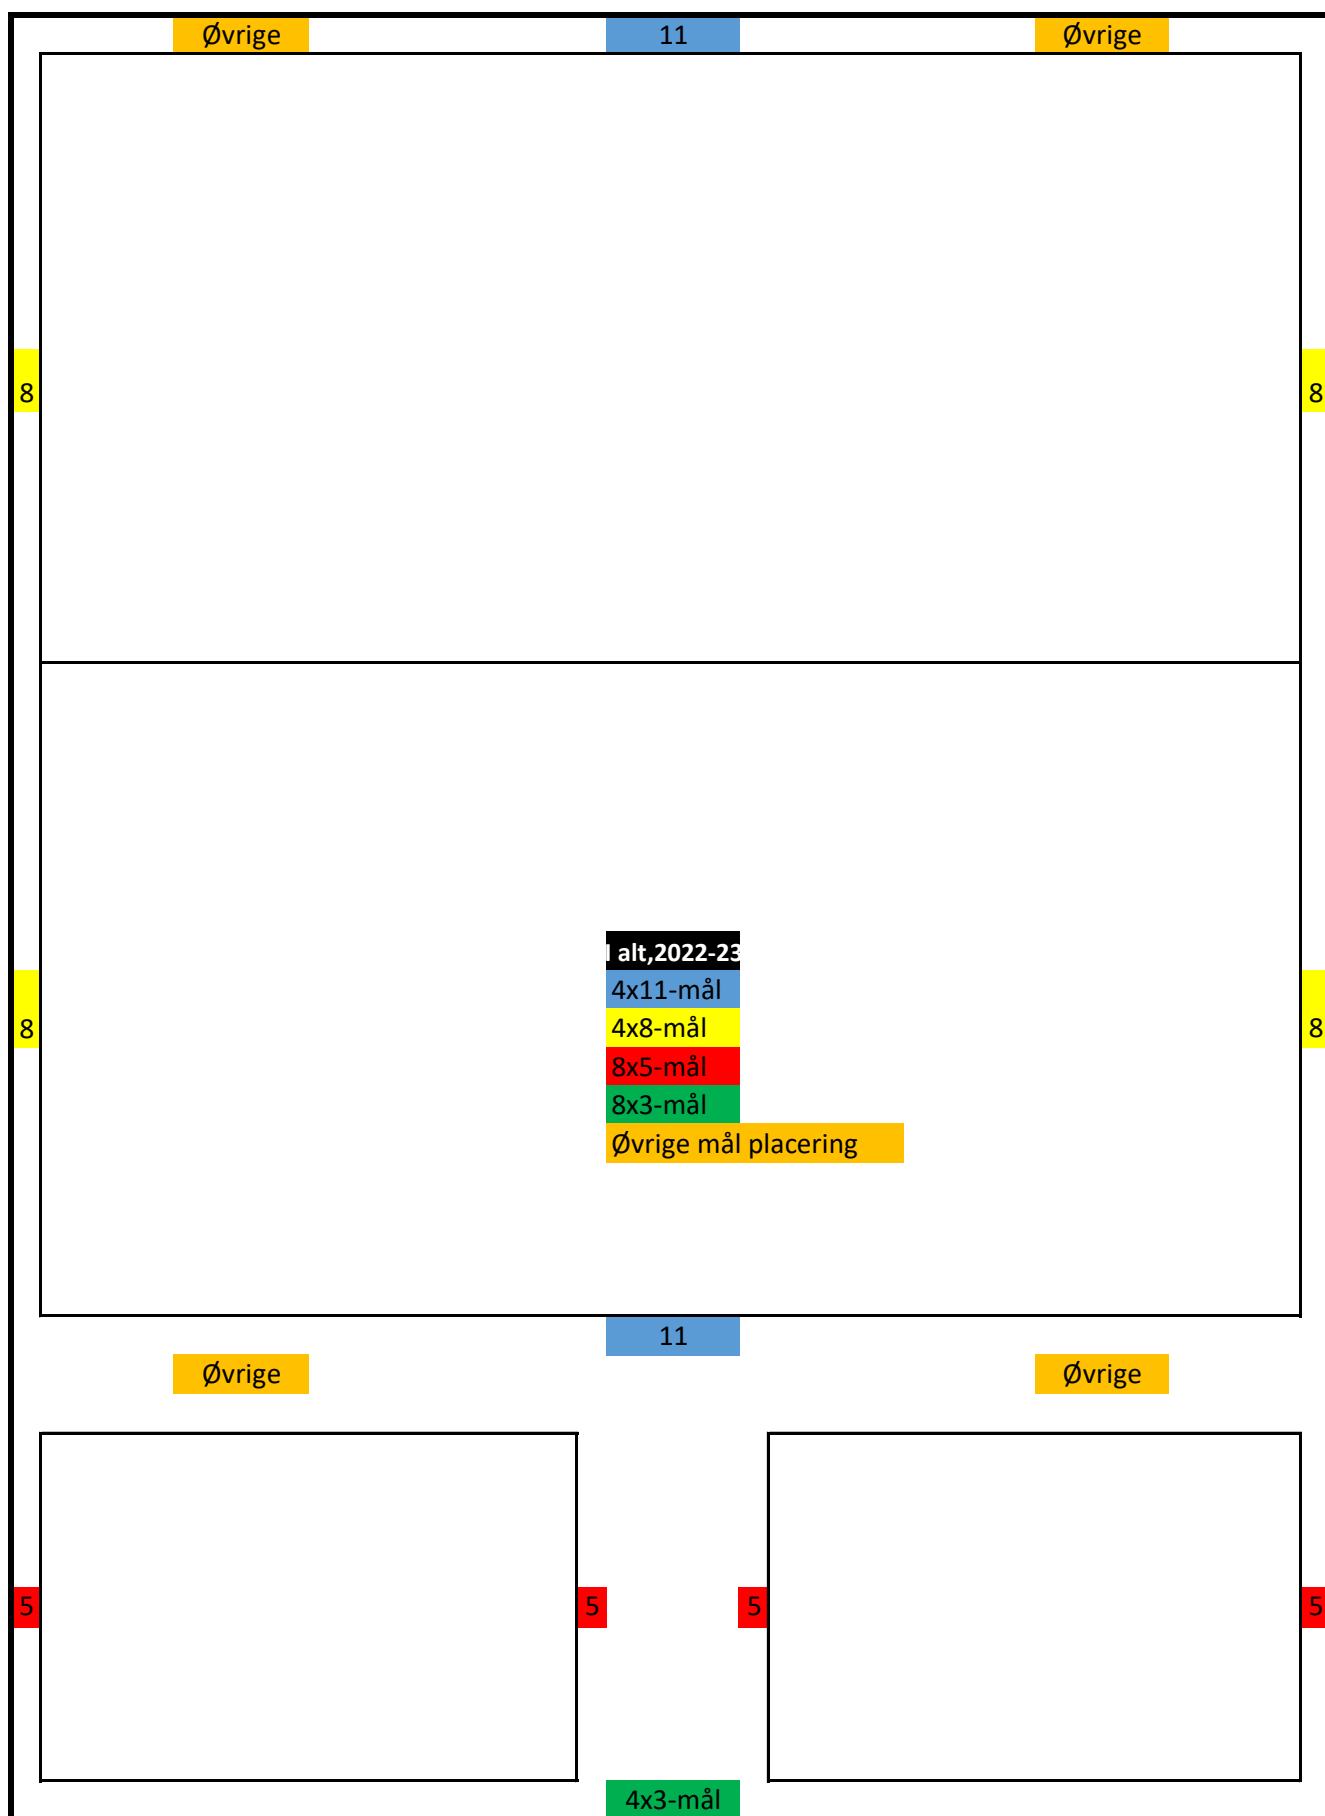 Øvrige 11 Øvrige
8 8
I alt,2022-23
4x11-mål
8 4x8-mål 8
8x5-mål
8x3-mål
Øvrige mål placering
11
Øvrige Øvrige
5 5 5 5
4x3-mål